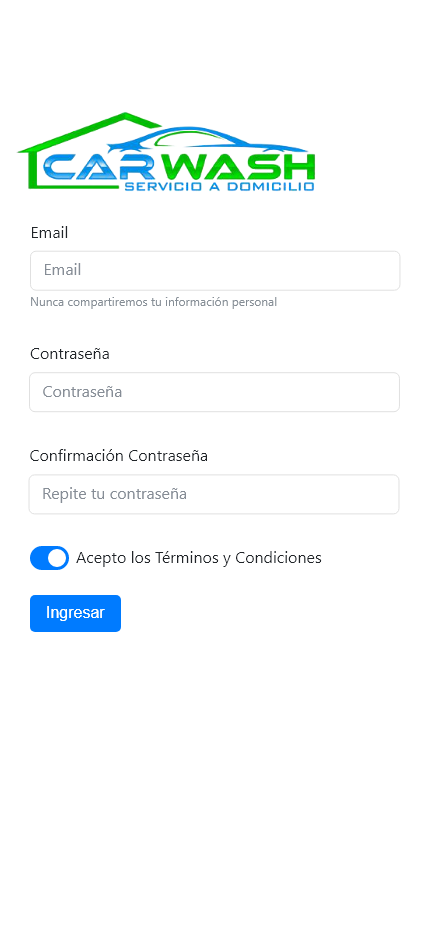 CARWASH
SERVICIO A DOMICILIO
Email
Email
Nunca compartiremos tu información personal
Contraseña
Contraseña
Confirmación Contraseña
Repite tu contraseña
Acepto los Términos y Condiciones
Ingresar